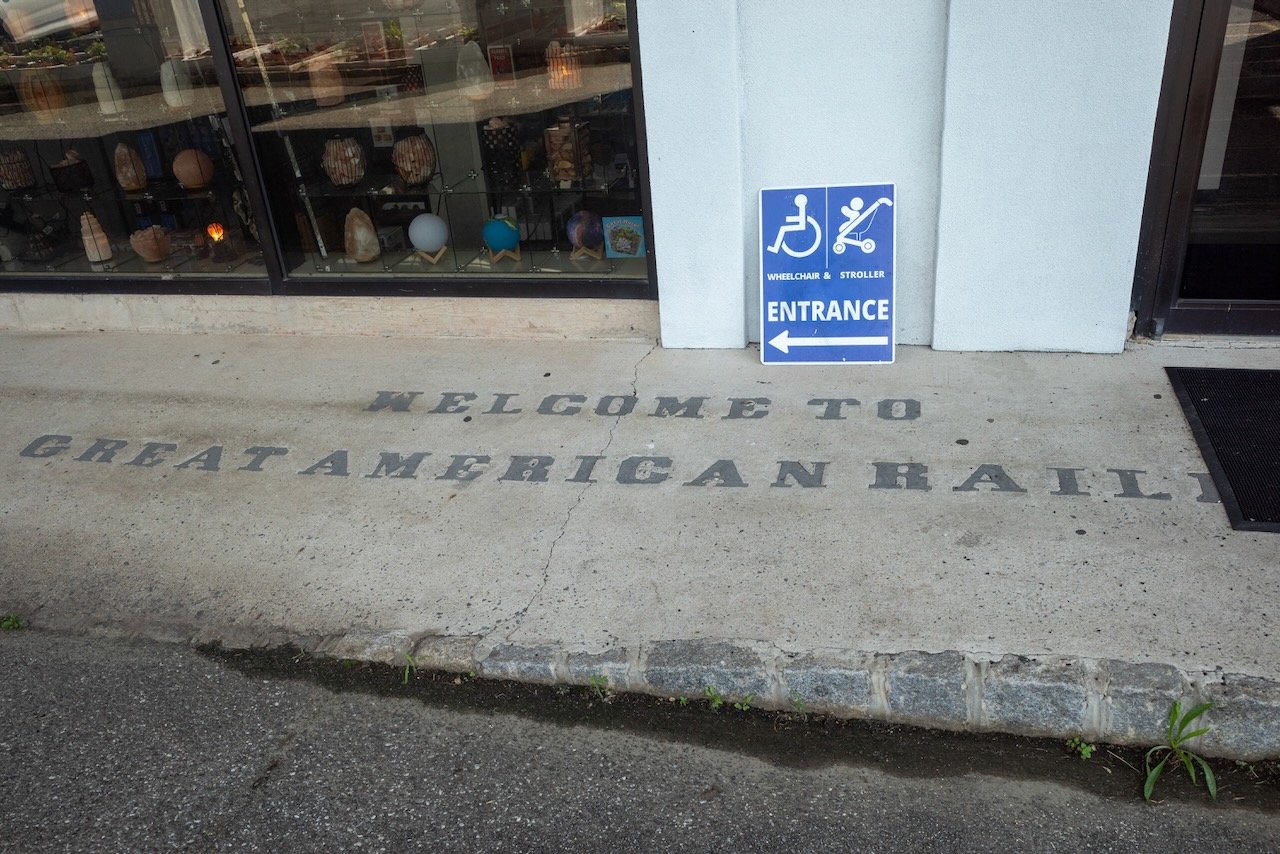 WHEELCHAIR & STROLLER
ENTRANCE
WELCOME TO
GREAT AMERICAN RAIL